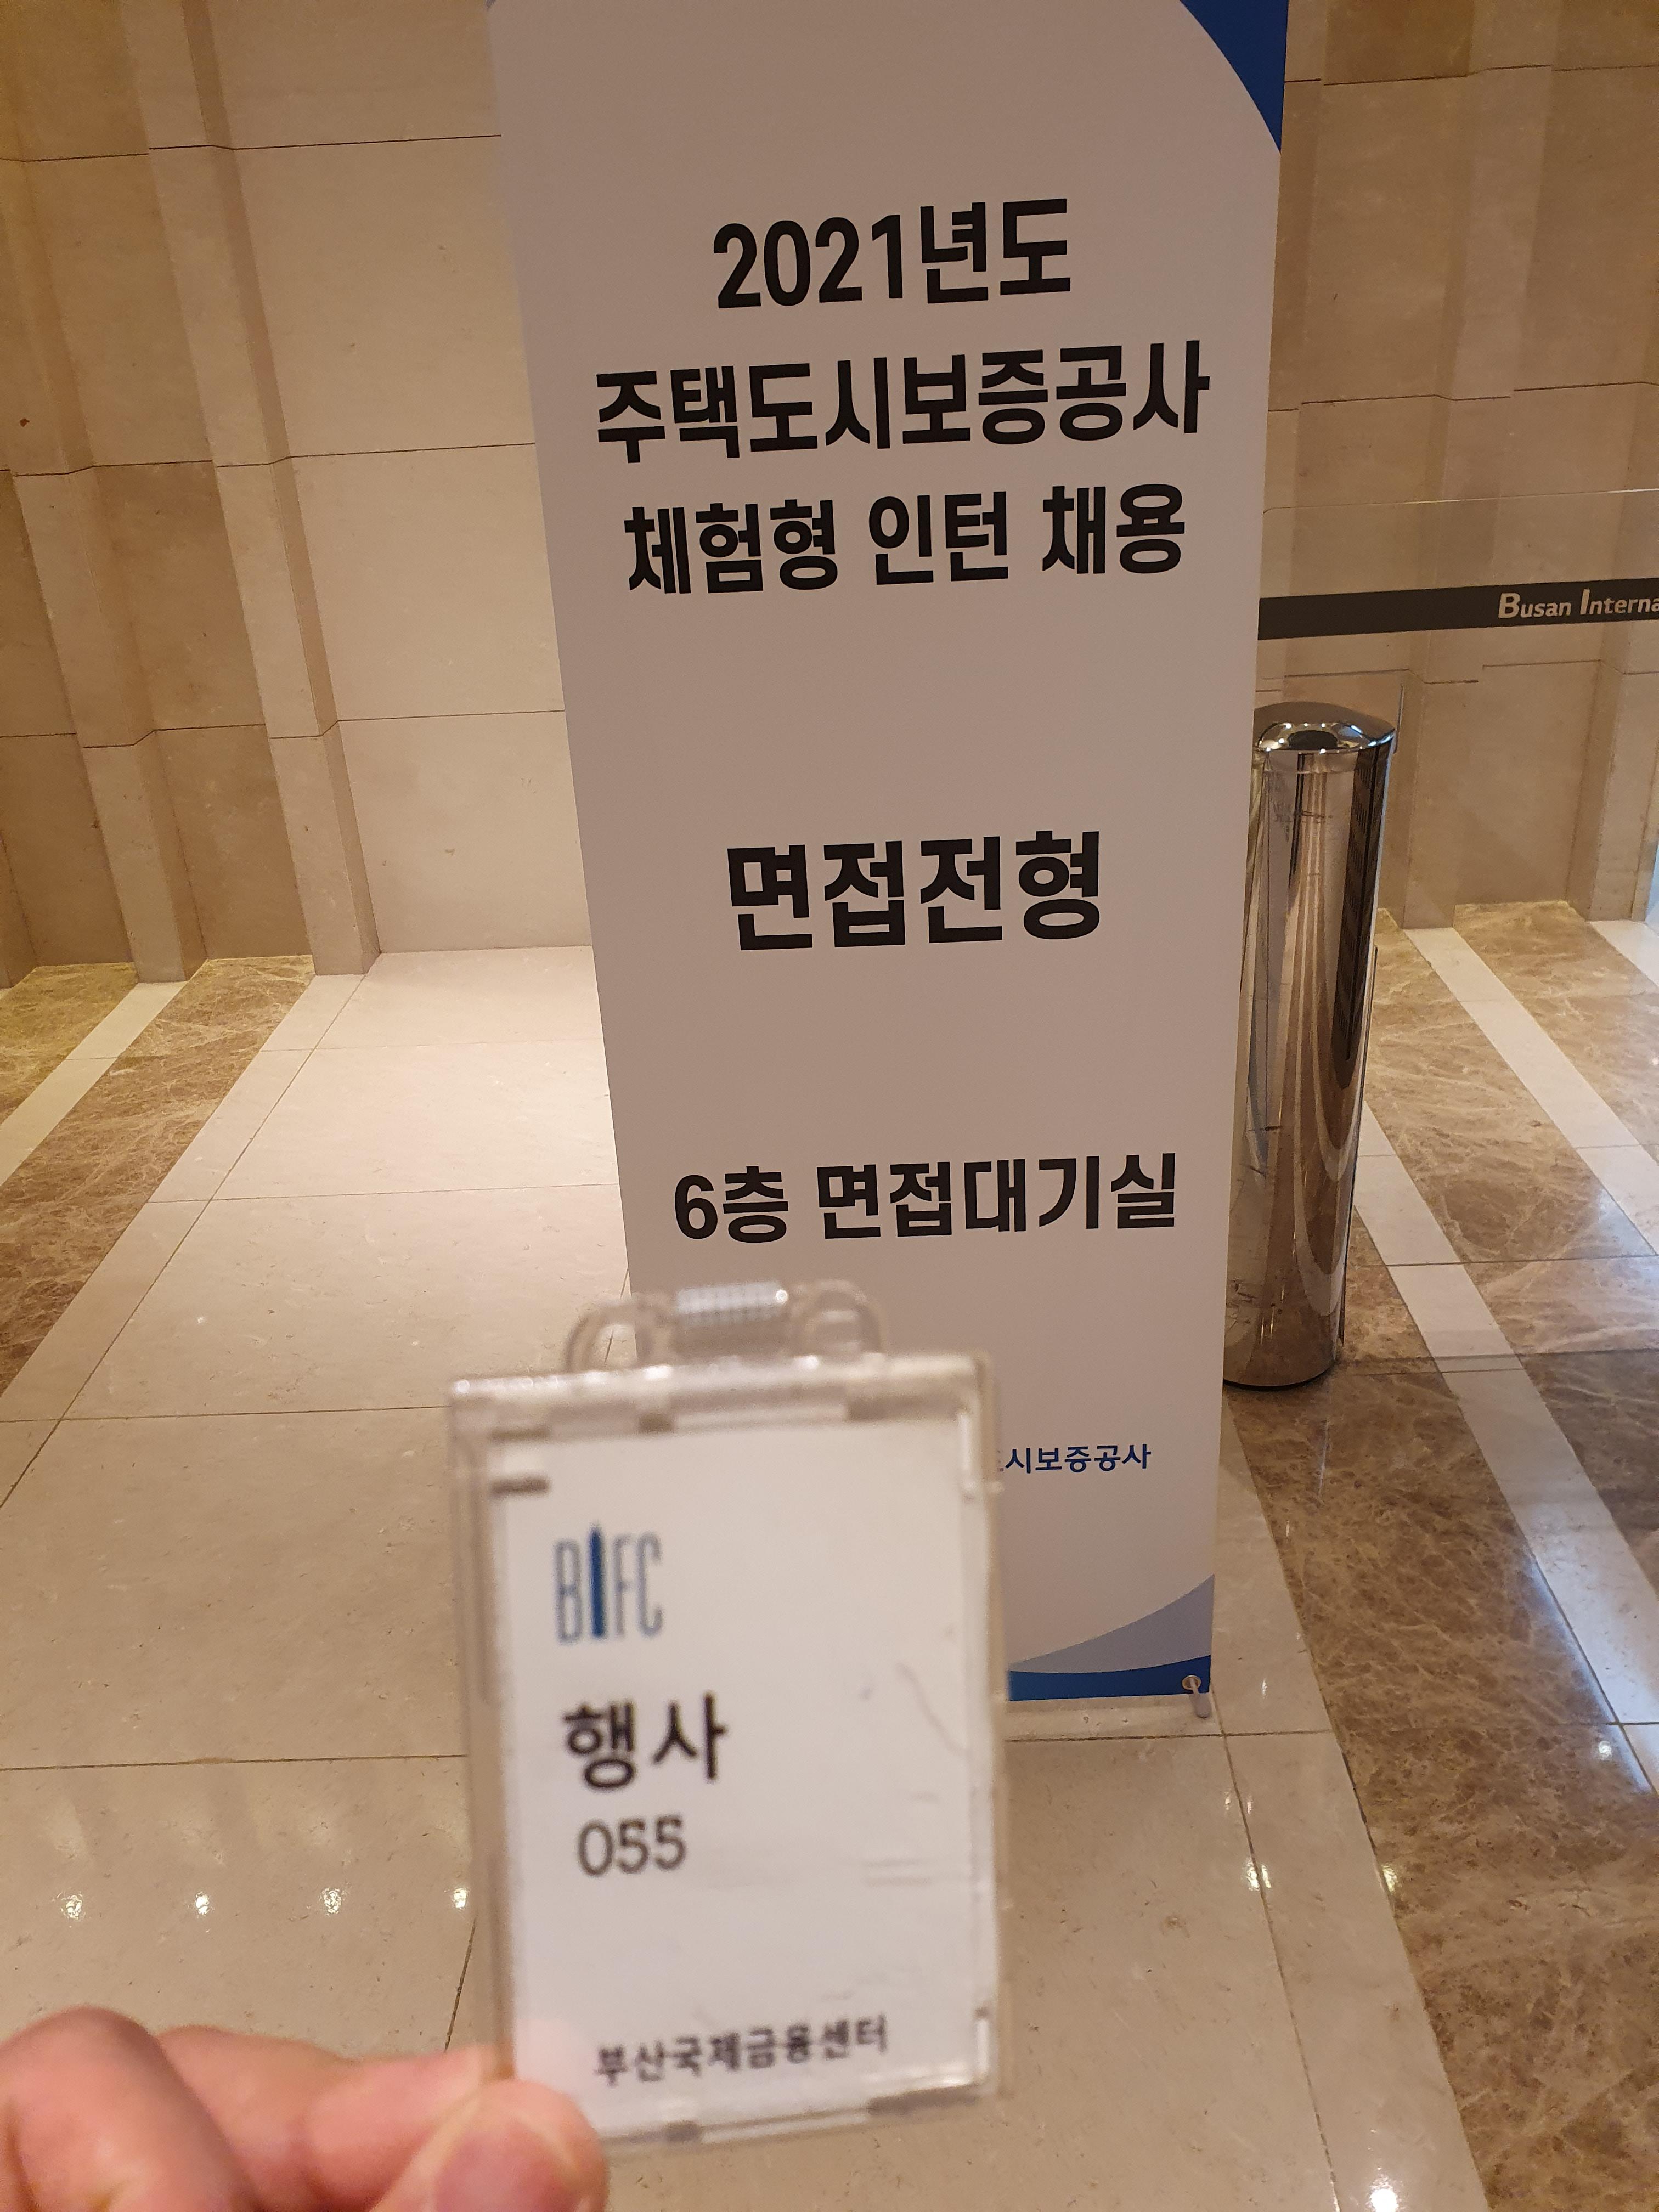 2021년도
주택도시보증공사
체험형 인턴 채용
Busan Interna
면접전형
6층 면접대기실
시보증공사
BIFC
행사
055
부산국제금융센터